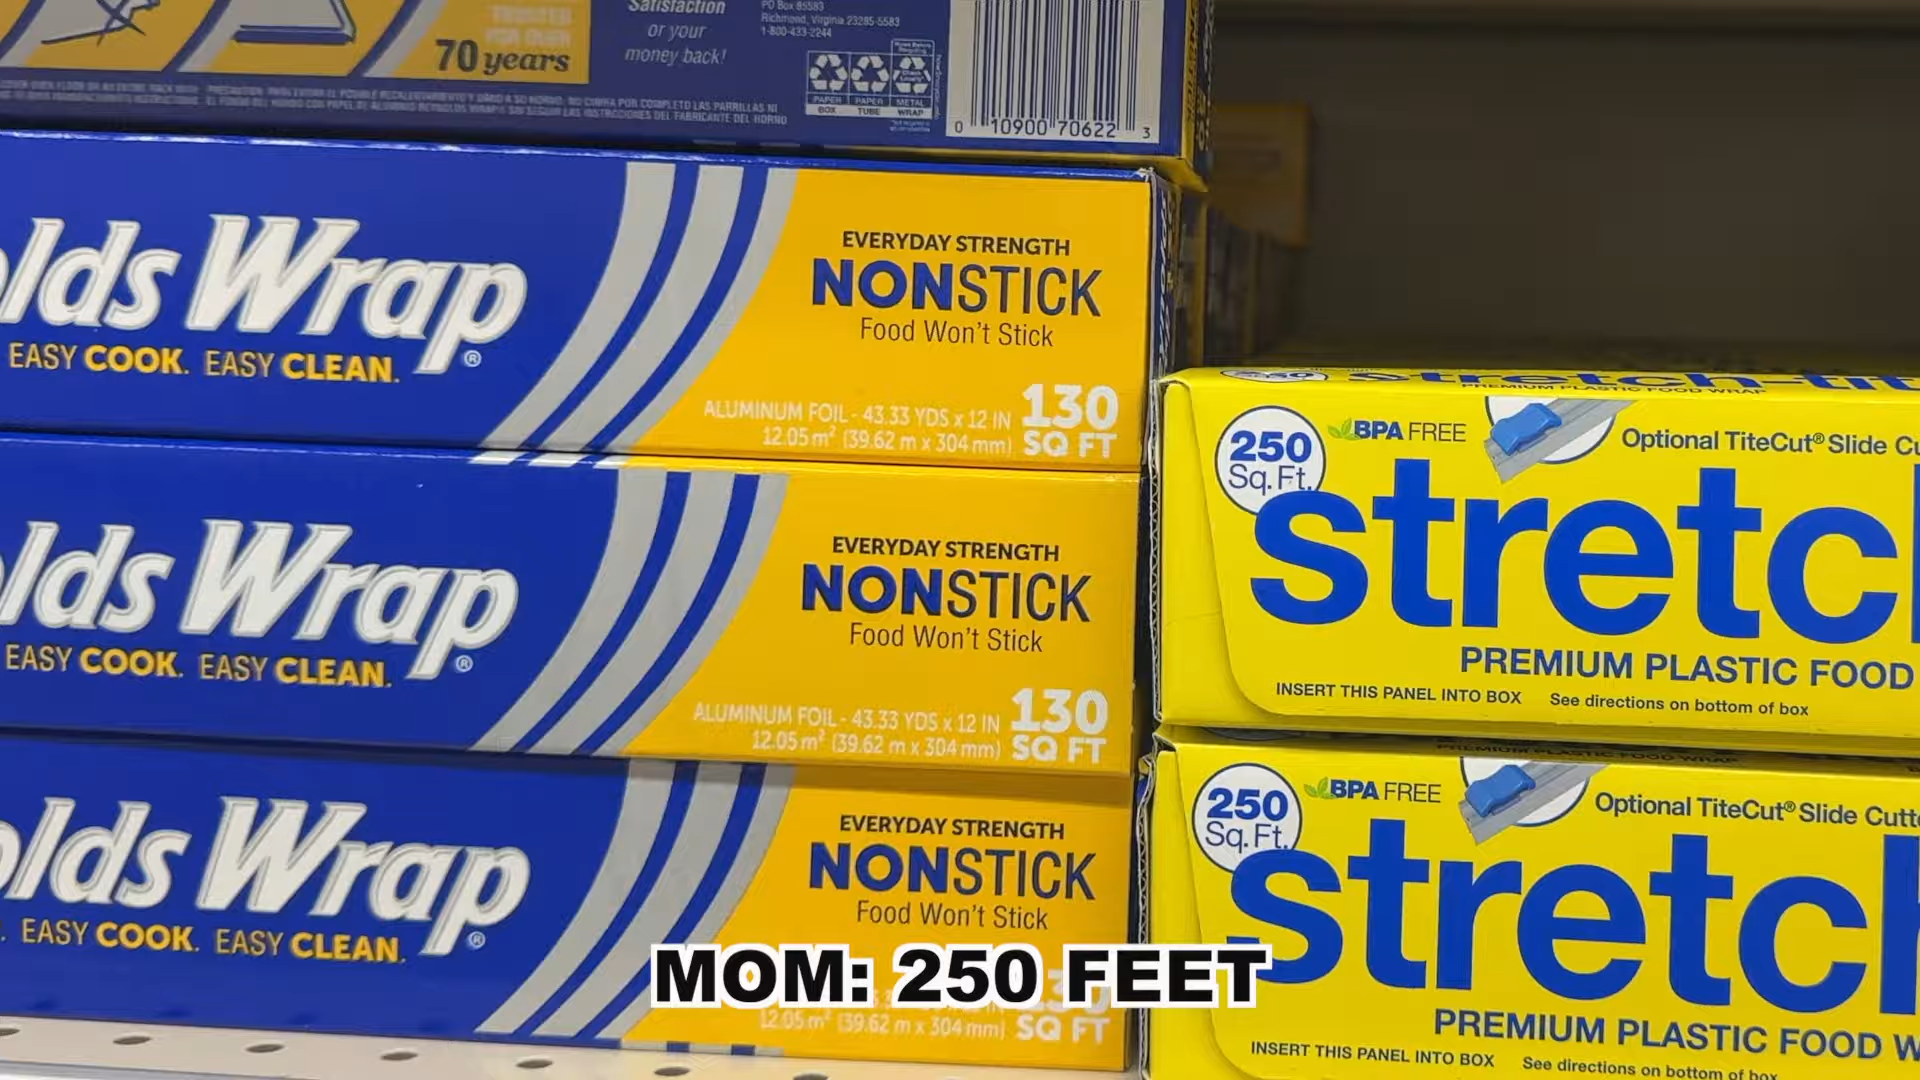 70 years
Satisfaction
or your
money back!
PO Box 85583
Richmond, Virginia 23285-5583
1-800-433-2244
PAPER PAPER METAL
BOX TUBE WRAP
0 10900 70622 3
olds Wrap®
EASY COOK. EASY CLEAN.
EVERYDAY STRENGTH
NONSTICK
Food Won't Stick
ALUMINUM FOIL - 43.33 YDS x 12 IN
12.05 m² (39.62 m x 304 mm)
130
SQ FT
olds Wrap®
EASY COOK. EASY CLEAN.
EVERYDAY STRENGTH
NONSTICK
Food Won't Stick
ALUMINUM FOIL - 43.33 YDS x 12 IN
12.05 m² (39.62 m x 304 mm)
130
SQ FT
olds Wrap®
EASY COOK. EASY CLEAN.
EVERYDAY STRENGTH
NONSTICK
Food Won't Stick
12.05 m² (39.62 m x 304 mm)
SQ FT
stretch-tit
PREMIUM PLASTIC FOOD WRAP
250
Sq. Ft.
BPA FREE
Optional TiteCut® Slide Cu
stretc
PREMIUM PLASTIC FOOD
INSERT THIS PANEL INTO BOX See directions on bottom of box
250
Sq. Ft.
BPA FREE
Optional TiteCut® Slide Cutt
stretch
PREMIUM PLASTIC FOOD W
INSERT THIS PANEL INTO BOX See directions on bottom of box
MOM: 250 FEET